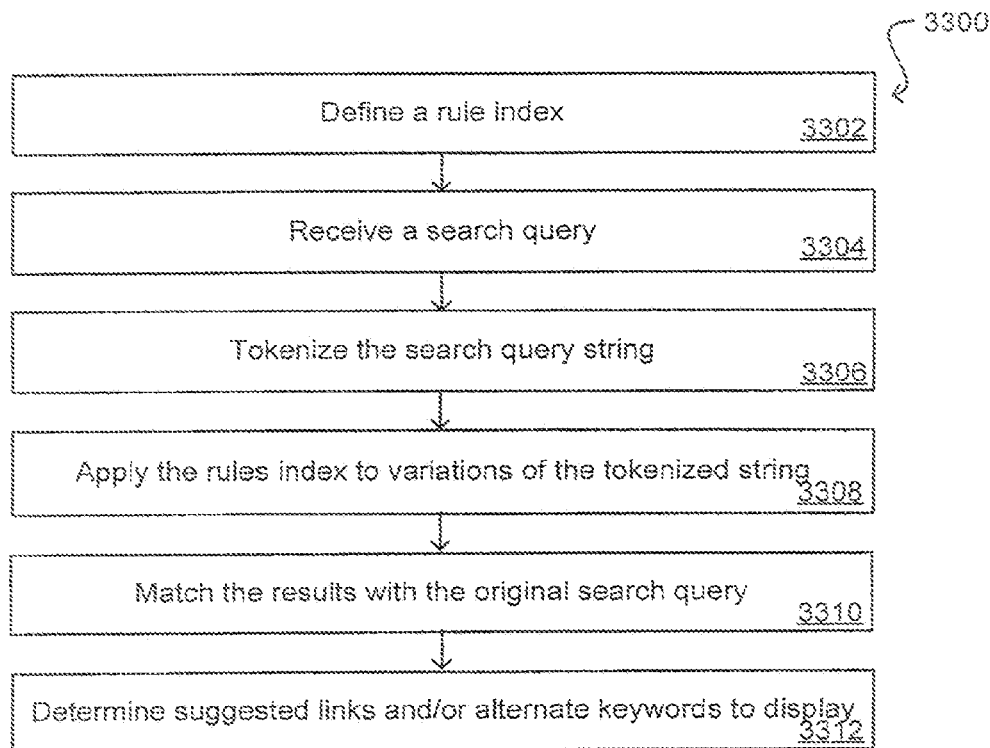 3300
Define a rule index
3302
Receive a search query
3304
Tokenize the search query string
3306
Apply the rules index to variations of the tokenized string
3308
Match the results with the original search query
3310
Determine suggested links and/or alternate keywords to display
3312